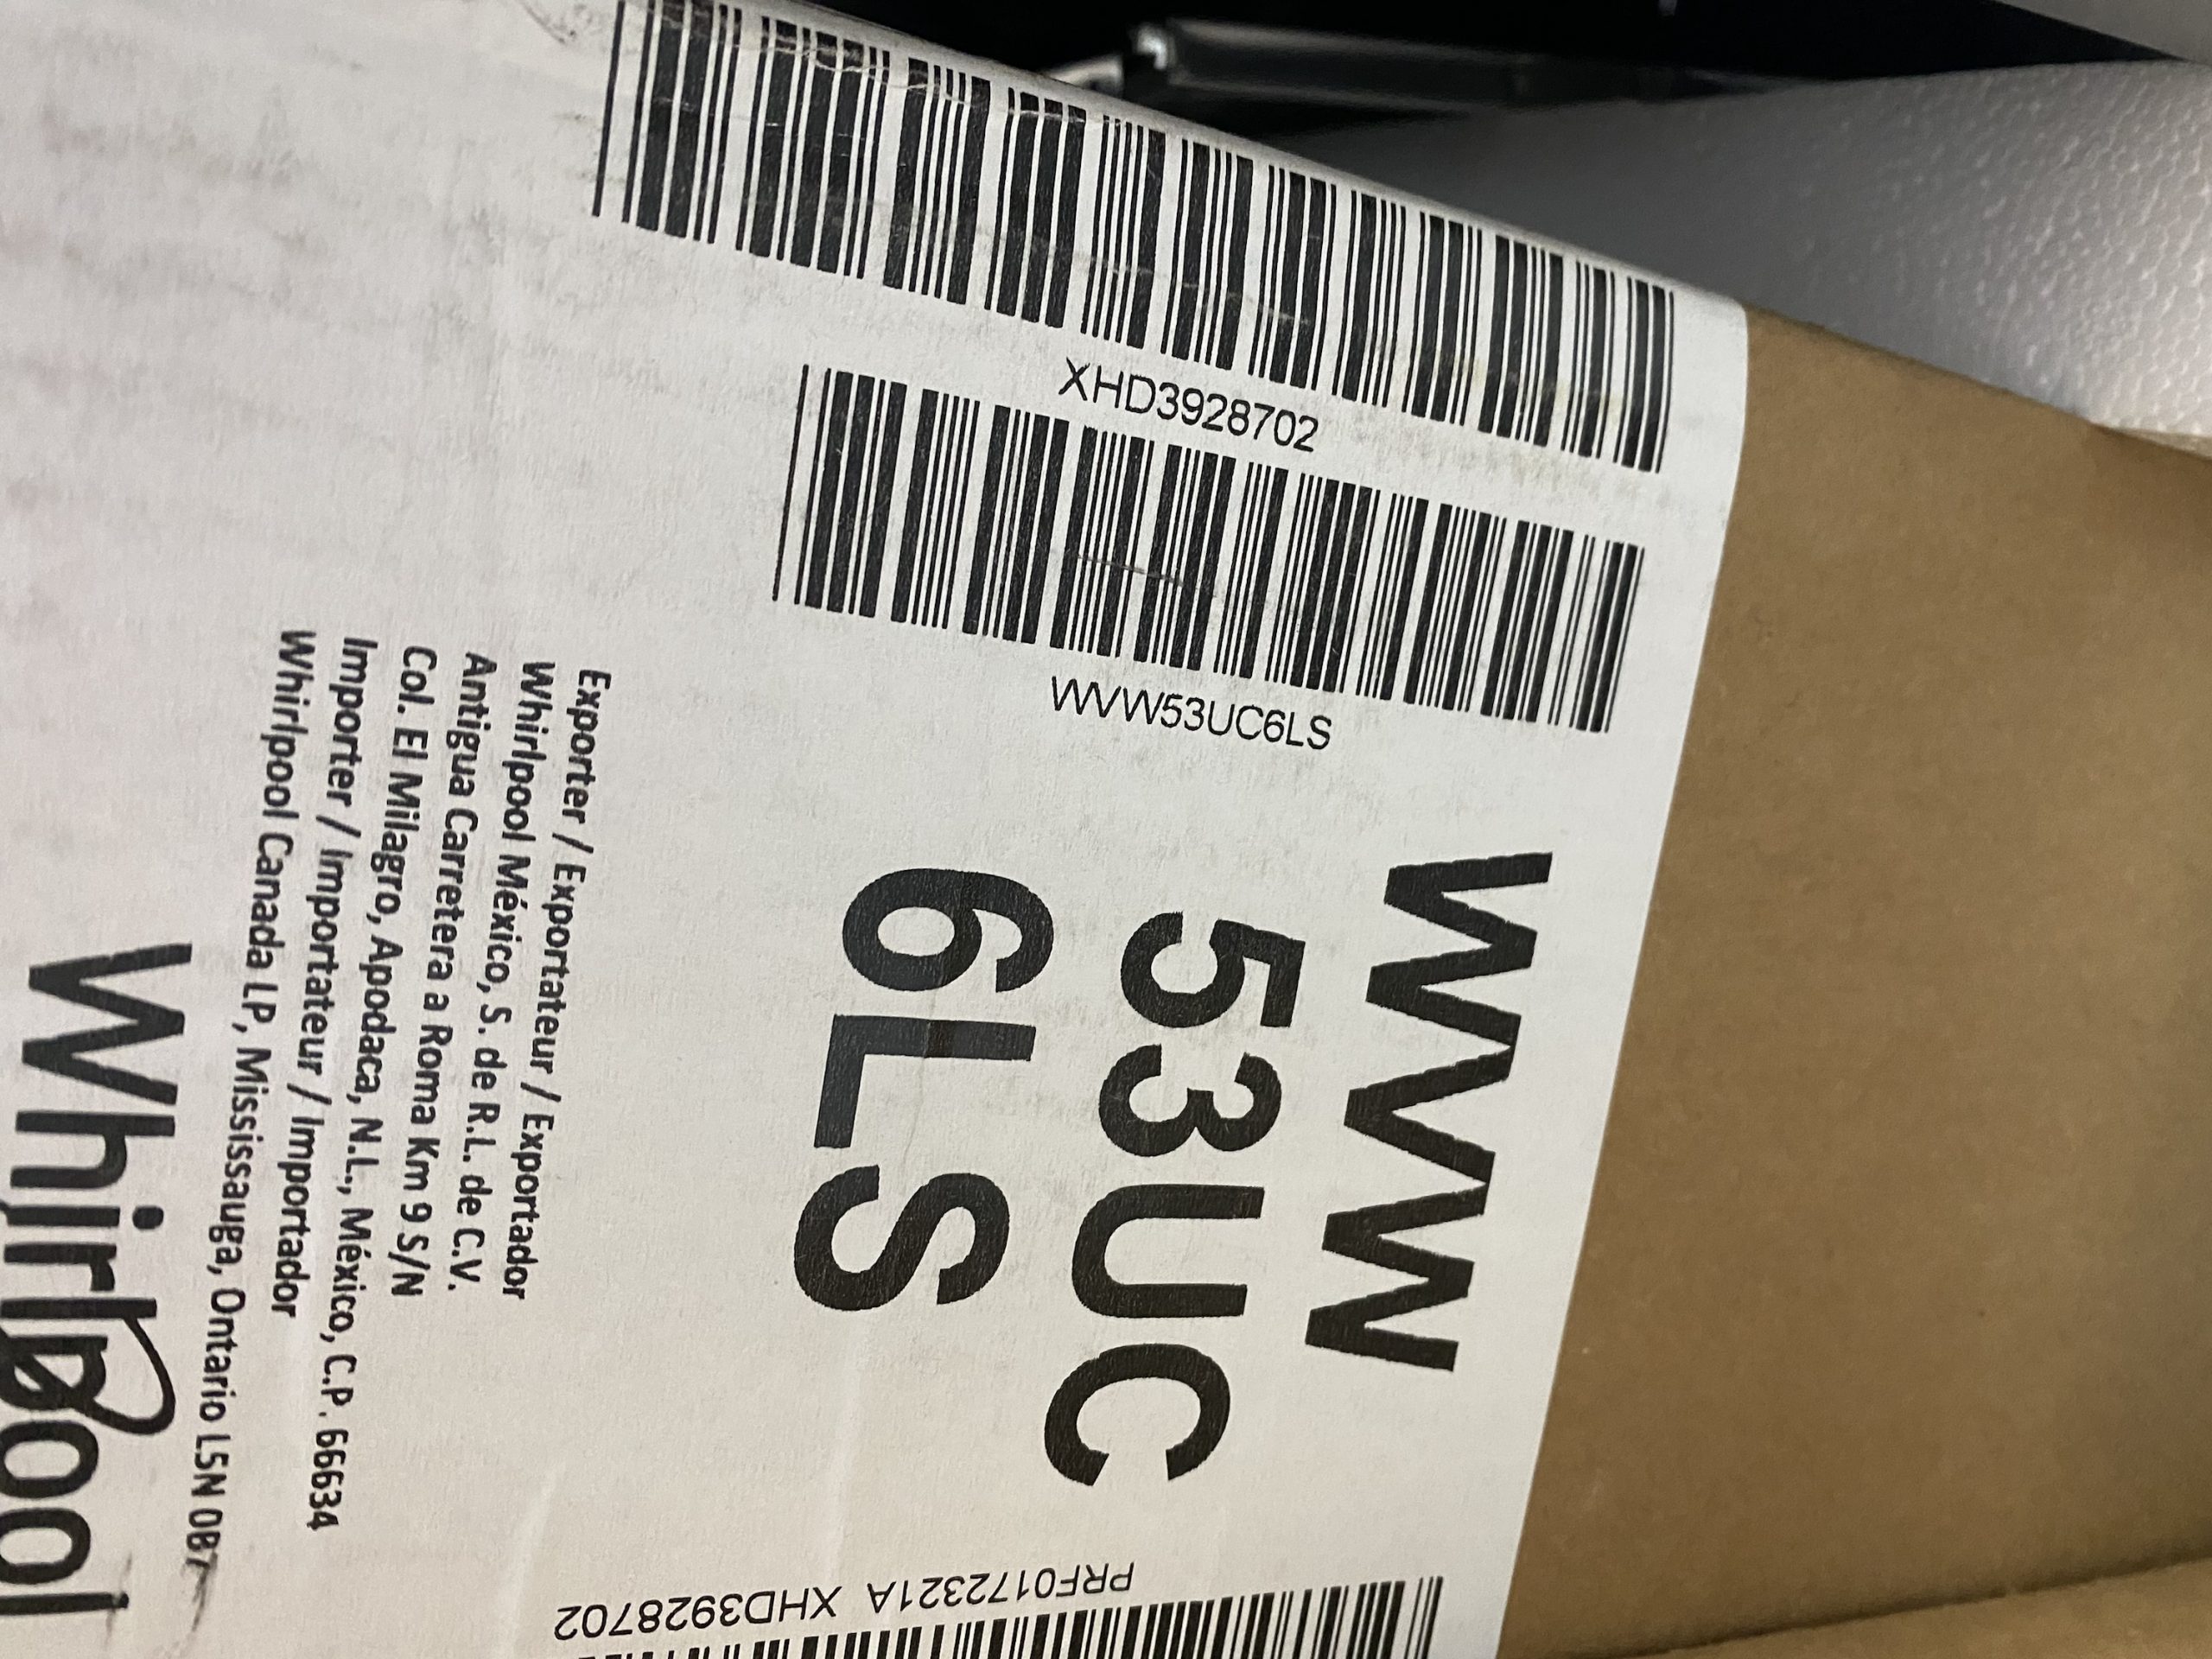 XHD3928702
WVW53UC6LS
WVW
53UC
6LS
Exporter / Exportateur / Exportador
Whirlpool México, S. de R.L. de C.V.
Antigua Carretera a Roma Km 9 S/N
Col. El Milagro, Apodaca, N.L., México, C.P. 66634
Importer / Importateur / Importador
Whirlpool Canada LP, Mississauga, Ontario L5N 0B7
Whirlpool
PRF0172321A XHD3928702